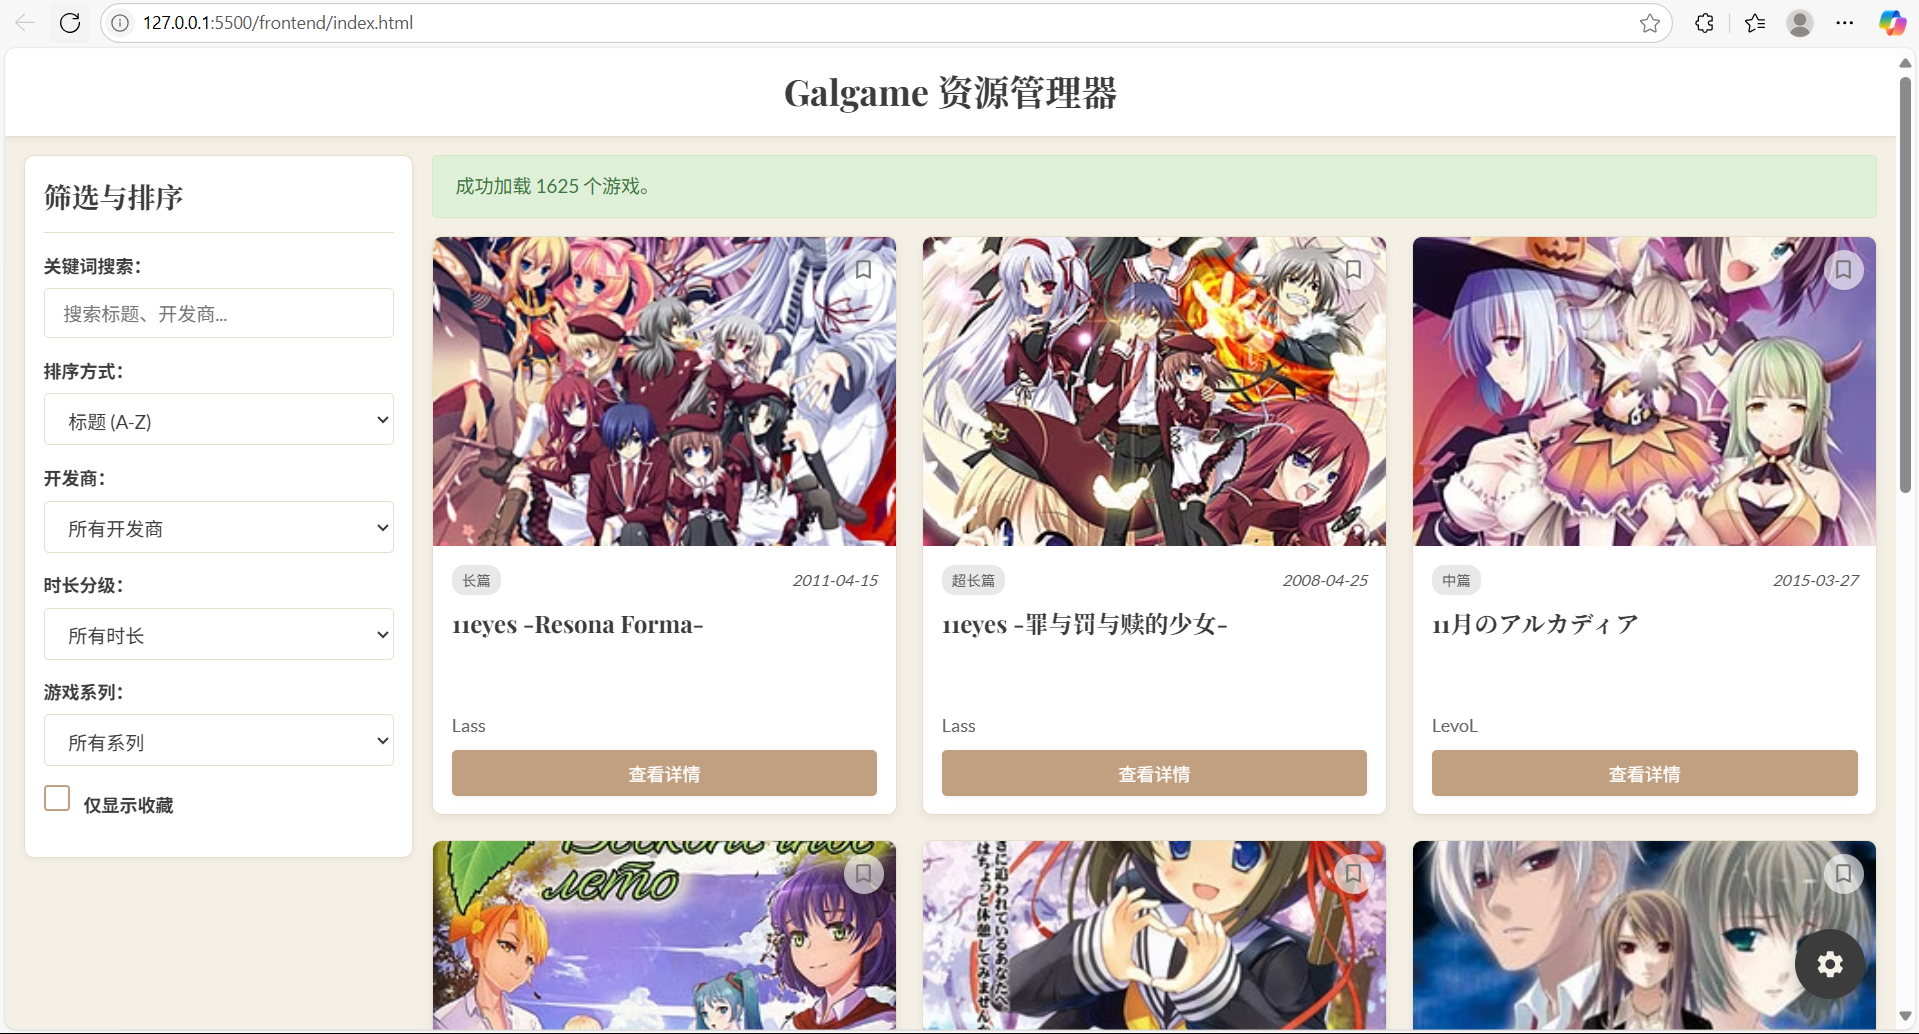 127.0.0.1:5500/frontend/index.html
Galgame 资源管理器
筛选与排序
关键词搜索：
搜索标题、开发商...
排序方式：
标题 (A-Z)
开发商：
所有开发商
时长分级：
所有时长
游戏系列：
所有系列
仅显示收藏
成功加载 1625 个游戏。
长篇
2011-04-15
11eyes -Resona Forma-
Lass
查看详情
超长篇
2008-04-25
11eyes -罪与罚与赎的少女-
Lass
查看详情
中篇
2015-03-27
11月のアルカディア
LevoL
查看详情
лето
に追われているあなたへ
はちょっと休憩してみません